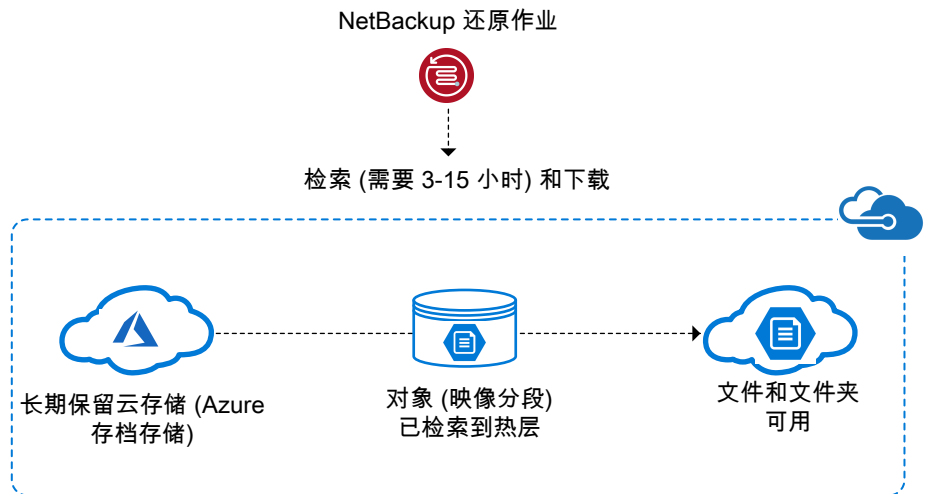 NetBackup 还原作业
检索 (需要 3-15 小时) 和下载
长期保留云存储 (Azure
存档存储)
对象 (映像分段)
已检索到热层
文件和文件夹
可用